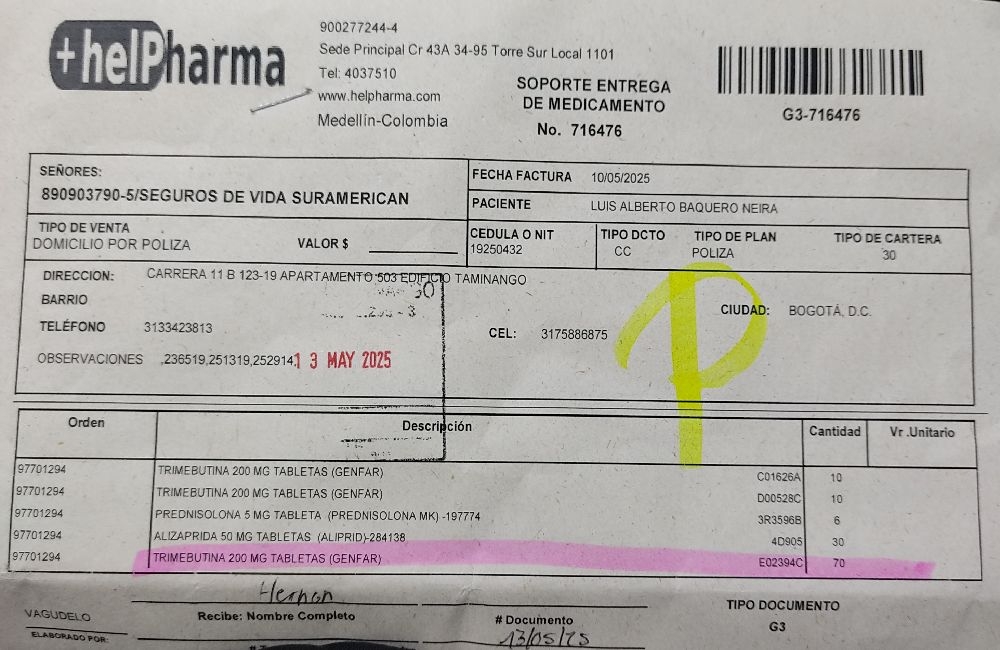 +helPharma
900277244-4
Sede Principal Cr 43A 34-95 Torre Sur Local 1101
Tel: 4037510
www.helpharma.com
Medellín-Colombia
SOPORTE ENTREGA
DE MEDICAMENTO
No. 716476
G3-716476
SEÑORES:
890903790-5/SEGUROS DE VIDA SURAMERICAN
FECHA FACTURA 10/05/2025
PACIENTE LUIS ALBERTO BAQUERO NEIRA
TIPO DE VENTA
DOMICILIO POR POLIZA
VALOR $
CEDULA O NIT
19250432
TIPO DCTO
CC
TIPO DE PLAN
POLIZA
TIPO DE CARTERA
30
DIRECCION: CARRERA 11 B 123-19 APARTAMENTO 503 EDIFICIO TAMINANGO
BARRIO
CIUDAD: BOGOTÁ, D.C.
TELÉFONO 3133423813
CEL: 3175886875
OBSERVACIONES ,236519,251319,252914
13 MAY 2025
P
Orden Descripción Cantidad Vr .Unitario
97701294 TRIMEBUTINA 200 MG TABLETAS (GENFAR) C01626A 10
97701294 TRIMEBUTINA 200 MG TABLETAS (GENFAR) D00528C 10
97701294 PREDNISOLONA 5 MG TABLETA (PREDNISOLONA MK) -197774 3R3596B 6
97701294 ALIZAPRIDA 50 MG TABLETAS (ALIPRID)-284138 4D905 30
97701294 TRIMEBUTINA 200 MG TABLETAS (GENFAR) E02394C 70
Hernan
VAGUDELO
ELABORADO POR:
Recibe: Nombre Completo
# Documento
13/05/25
TIPO DOCUMENTO
G3